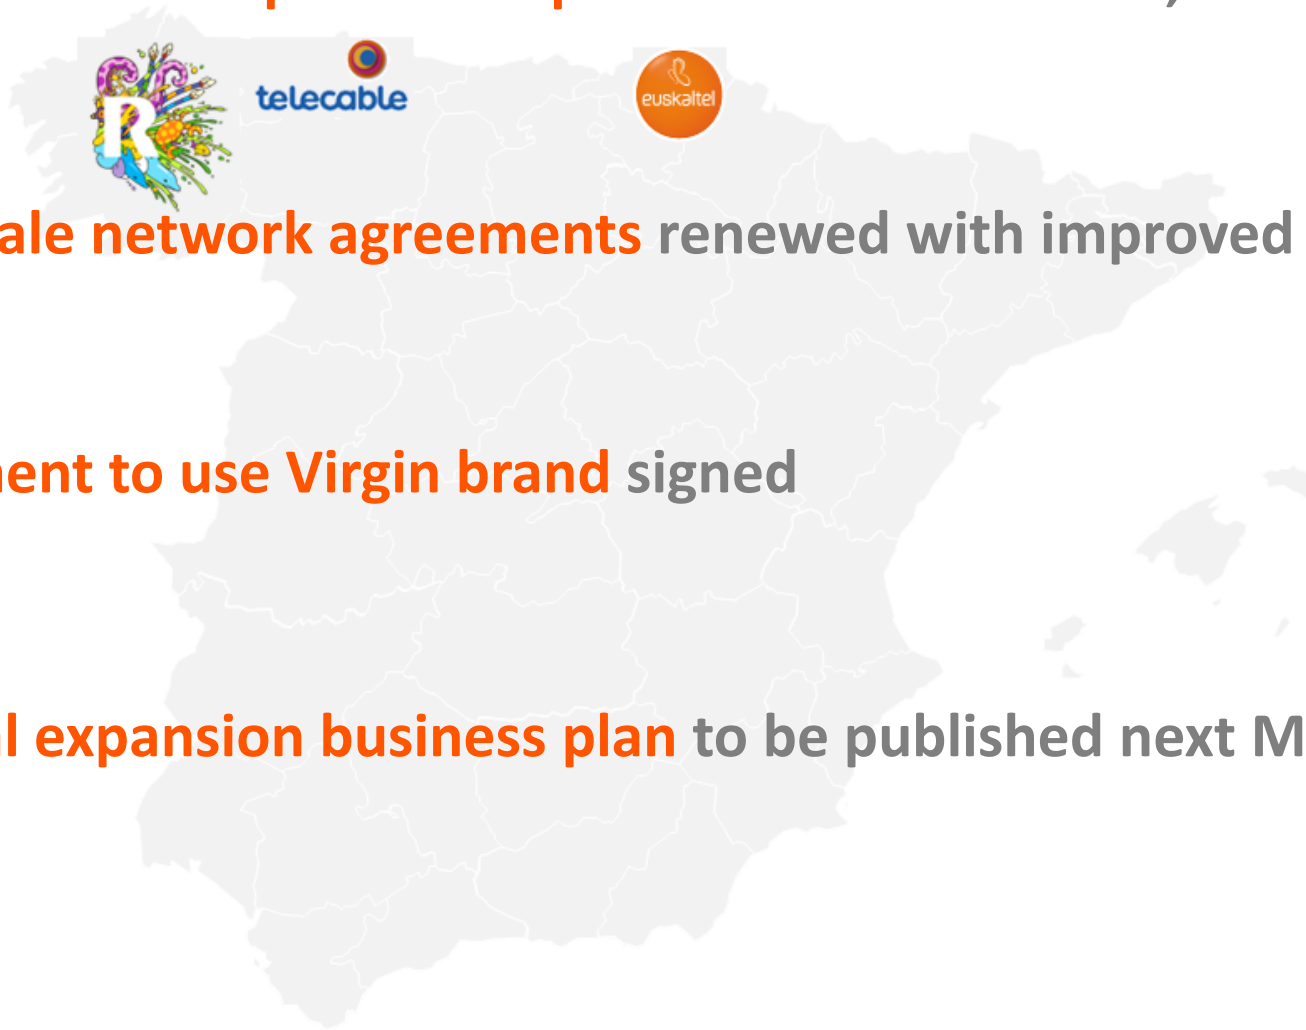 R
telecable
euskaltel
ale network agreements renewed with improved
ent to use Virgin brand signed
l expansion business plan to be published next M